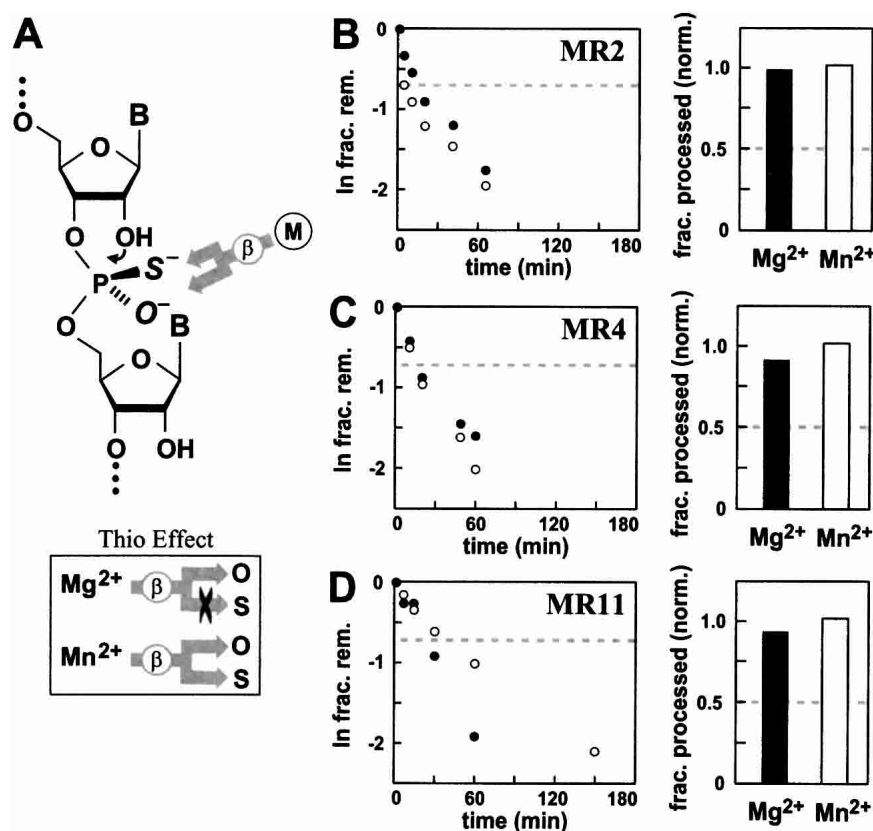 A
B
O
O
B
O
OH
S−
β
M
P
O−
O
B
O
O
OH
Thio Effect
Mg2+
β
O
S
Mn2+
β
O
S
B
MR2
ln frac. rem.
0
-1
-2
0
60
120
180
time (min)
frac. processed (norm.)
1.0
0.5
0
Mg2+
Mn2+
C
MR4
ln frac. rem.
0
-1
-2
0
60
120
180
time (min)
frac. processed (norm.)
1.0
0.5
0
Mg2+
Mn2+
D
MR11
ln frac. rem.
0
-1
-2
0
60
120
180
time (min)
frac. processed (norm.)
1.0
0.5
0
Mg2+
Mn2+